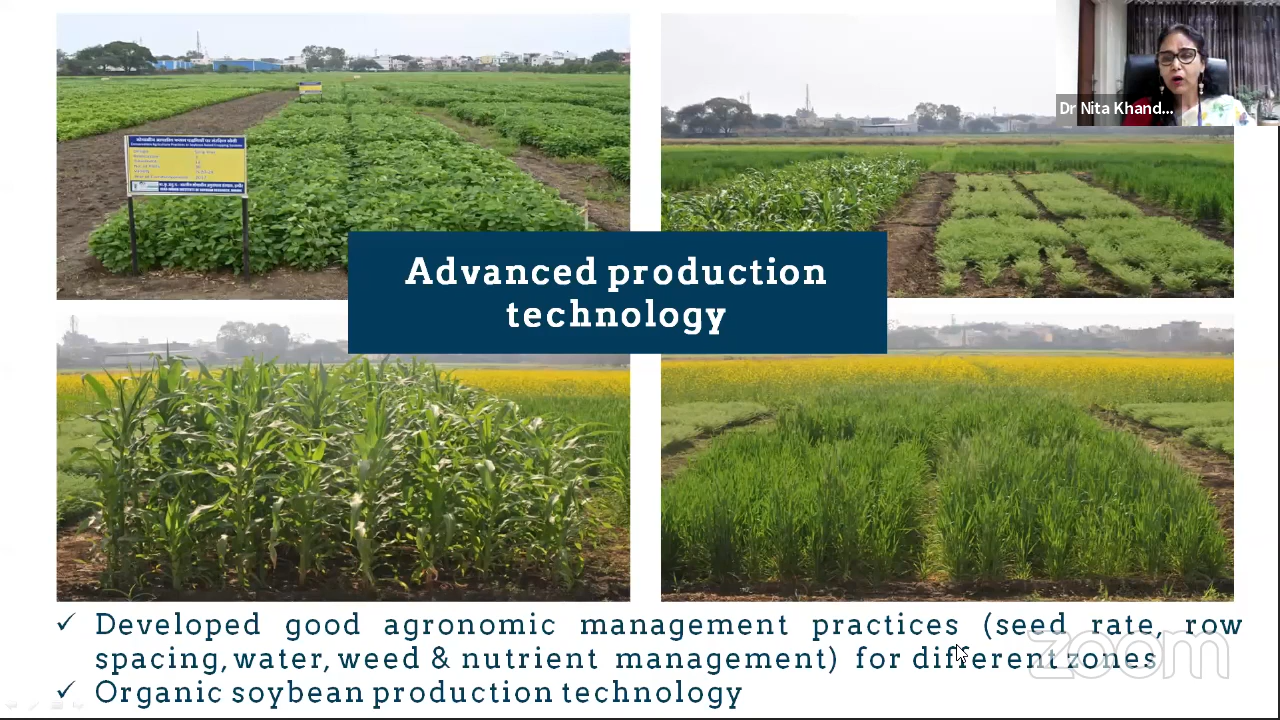 Dr Nita Khand...
Advanced production
technology
✓ Developed good agronomic management practices (seed rate, row
spacing, water, weed & nutrient management) for different zones
✓ Organic soybean production technology
zoom